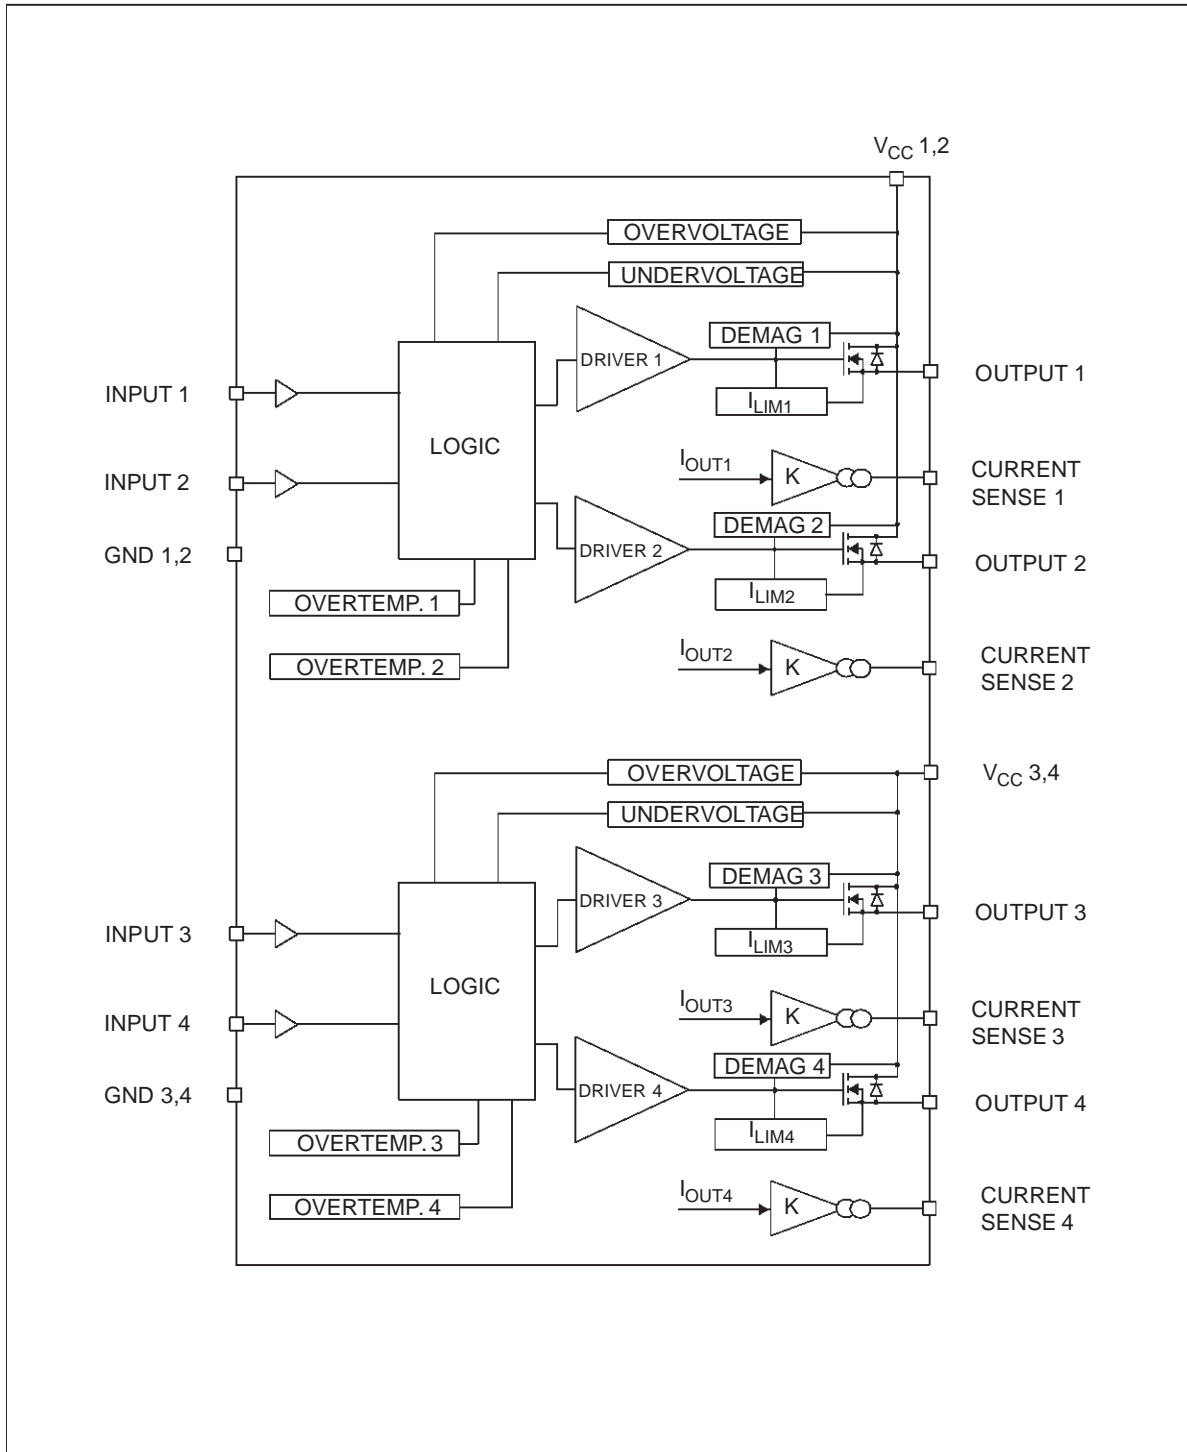 V_CC 1,2
OVERVOLTAGE
UNDERVOLTAGE
DEMAG 1
DRIVER 1
INPUT 1
OUTPUT 1
I_LIM1
LOGIC
I_OUT1
K
CURRENT
SENSE 1
INPUT 2
DEMAG 2
DRIVER 2
GND 1,2
OUTPUT 2
I_LIM2
OVERTEMP. 1
I_OUT2
K
CURRENT
SENSE 2
OVERTEMP. 2
OVERVOLTAGE
V_CC 3,4
UNDERVOLTAGE
DEMAG 3
DRIVER 3
OUTPUT 3
INPUT 3
I_LIM3
LOGIC
I_OUT3
K
CURRENT
SENSE 3
INPUT 4
DEMAG 4
DRIVER 4
GND 3,4
OUTPUT 4
I_LIM4
OVERTEMP. 3
I_OUT4
K
CURRENT
SENSE 4
OVERTEMP. 4